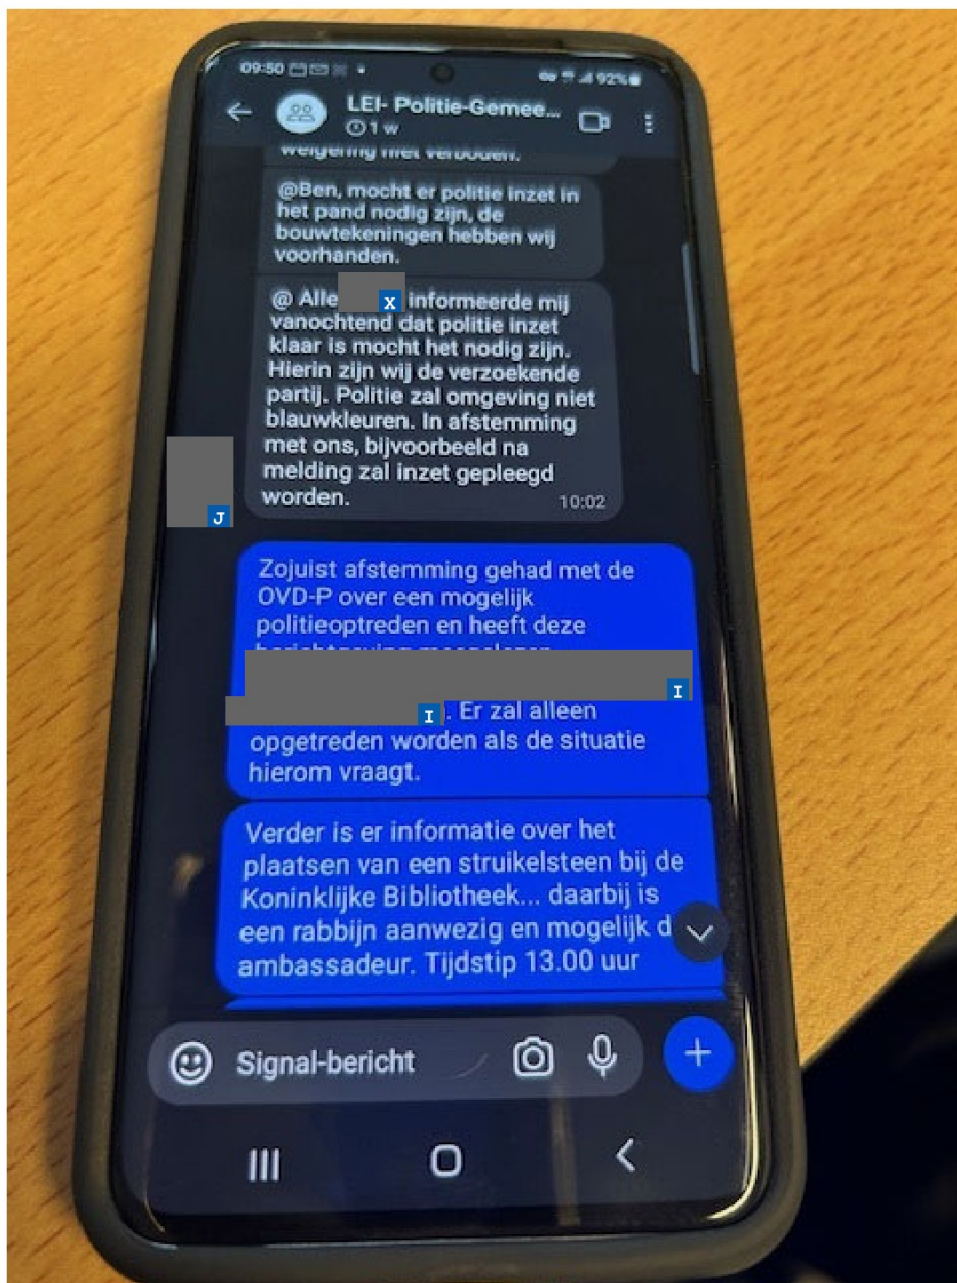 09:50
92%
LEI- Politie-Gemee...
1 w
weigering niet verboden.
@Ben, mocht er politie inzet in
het pand nodig zijn, de
bouwtekeningen hebben wij
voorhanden.
@ Alle X informeerde mij
vanochtend dat politie inzet
klaar is mocht het nodig zijn.
Hierin zijn wij de verzoekende
partij. Politie zal omgeving niet
blauwkleuren. In afstemming
met ons, bijvoorbeeld na
melding zal inzet gepleegd
worden.
10:02
J
Zojuist afstemming gehad met de
OVD-P over een mogelijk
politieoptreden en heeft deze
I
I . Er zal alleen
opgetreden worden als de situatie
hierom vraagt.
Verder is er informatie over het
plaatsen van een struikelsteen bij de
Koninklijke Bibliotheek... daarbij is
een rabbijn aanwezig en mogelijk d
ambassadeur. Tijdstip 13.00 uur
Signal-bericht